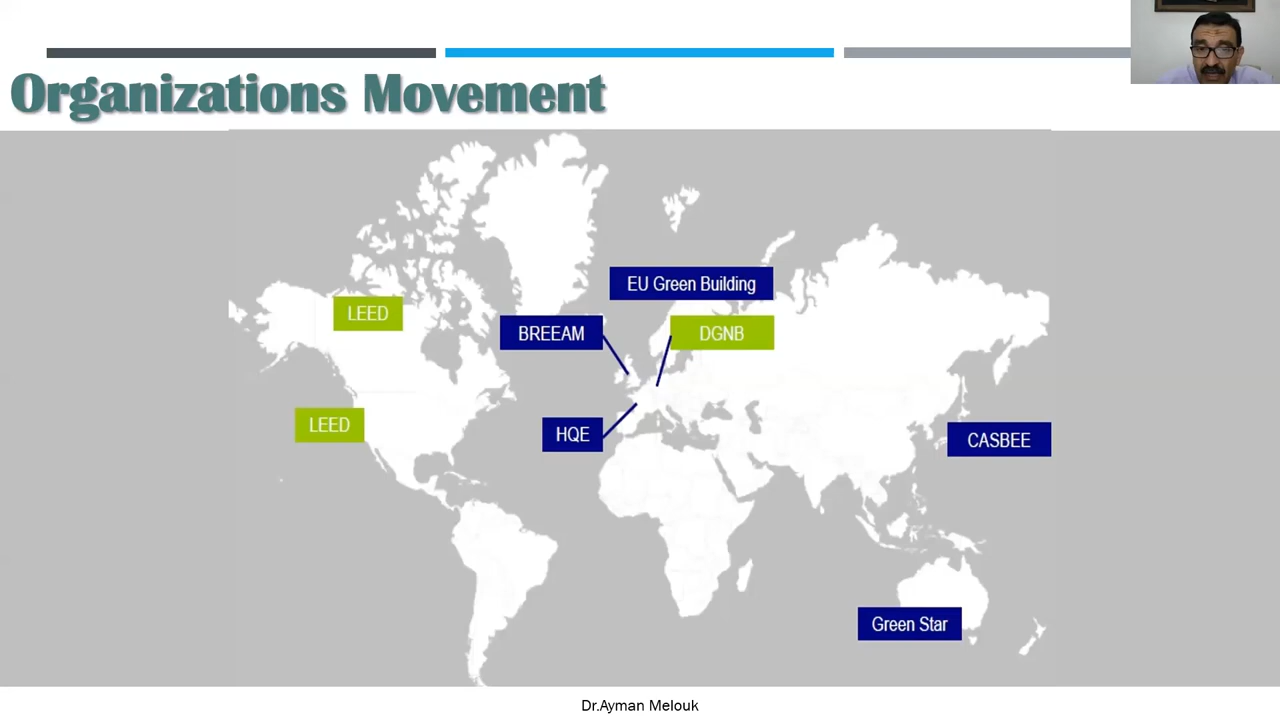 Organizations Movement
EU Green Building
LEED
BREEAM
DGNB
LEED
HQE
CASBEE
Green Star
Dr.Ayman Melouk